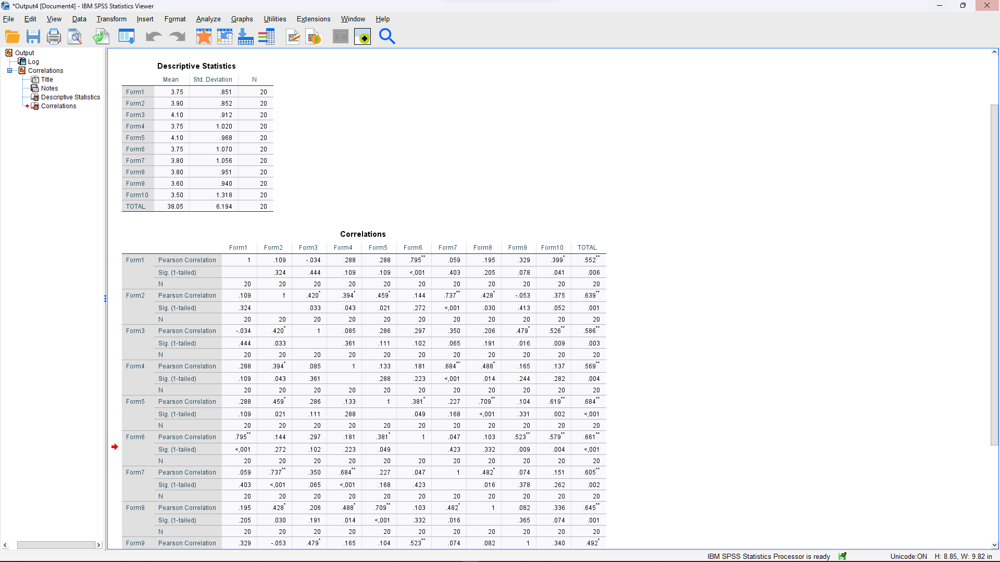 *Output4 [Document4] - IBM SPSS Statistics Viewer
File Edit View Data Transform Insert Format Analyze Graphs Utilities Extensions Window Help
Output
Log
Correlations
Title
Notes
Descriptive Statistics
Correlations
Descriptive Statistics
Mean Std. Deviation N
Form1 3.75 .851 20
Form2 3.90 .852 20
Form3 4.10 .912 20
Form4 3.75 1.020 20
Form5 4.10 .968 20
Form6 3.75 1.070 20
Form7 3.80 1.056 20
Form8 3.80 .951 20
Form9 3.60 .940 20
Form10 3.50 1.318 20
TOTAL 38.05 6.194 20
Correlations
Form1 Form2 Form3 Form4 Form5 Form6 Form7 Form8 Form9 Form10 TOTAL
Form1 Pearson Correlation 1 .109 -.034 .288 .288 .795** .059 .195 .329 .399* .552**
Sig. (1-tailed) .324 .444 .109 .109 <,001 .403 .205 .078 .041 .006
N 20 20 20 20 20 20 20 20 20 20 20
Form2 Pearson Correlation .109 1 .420* .394* .459* .144 .737** .428* -.053 .375 .639**
Sig. (1-tailed) .324 .033 .043 .021 .272 <,001 .030 .413 .052 .001
N 20 20 20 20 20 20 20 20 20 20 20
Form3 Pearson Correlation -.034 .420* 1 .085 .286 .297 .350 .206 .479* .526** .586**
Sig. (1-tailed) .444 .033 .361 .111 .102 .065 .191 .016 .009 .003
N 20 20 20 20 20 20 20 20 20 20 20
Form4 Pearson Correlation .288 .394* .085 1 .133 .181 .684** .488* .165 .137 .569**
Sig. (1-tailed) .109 .043 .361 .288 .223 <,001 .014 .244 .282 .004
N 20 20 20 20 20 20 20 20 20 20 20
Form5 Pearson Correlation .288 .459* .286 .133 1 .381* .227 .709** .104 .619** .684**
Sig. (1-tailed) .109 .021 .111 .288 .049 .168 <,001 .331 .002 <,001
N 20 20 20 20 20 20 20 20 20 20 20
Form6 Pearson Correlation .795** .144 .297 .181 .381* 1 .047 .103 .523** .579** .661**
Sig. (1-tailed) <,001 .272 .102 .223 .049 .423 .332 .009 .004 <,001
N 20 20 20 20 20 20 20 20 20 20 20
Form7 Pearson Correlation .059 .737** .350 .684** .227 .047 1 .482* .074 .151 .605**
Sig. (1-tailed) .403 <,001 .065 <,001 .168 .423 .016 .378 .262 .002
N 20 20 20 20 20 20 20 20 20 20 20
Form8 Pearson Correlation .195 .428* .206 .488* .709** .103 .482* 1 .082 .336 .645**
Sig. (1-tailed) .205 .030 .191 .014 <,001 .332 .016 .365 .074 .001
N 20 20 20 20 20 20 20 20 20 20 20
Form9 Pearson Correlation .329 -.053 .479* .165 .104 .523** .074 .082 1 .340 .492*
IBM SPSS Statistics Processor is ready Unicode:ON H: 8.85, W: 9.82 in